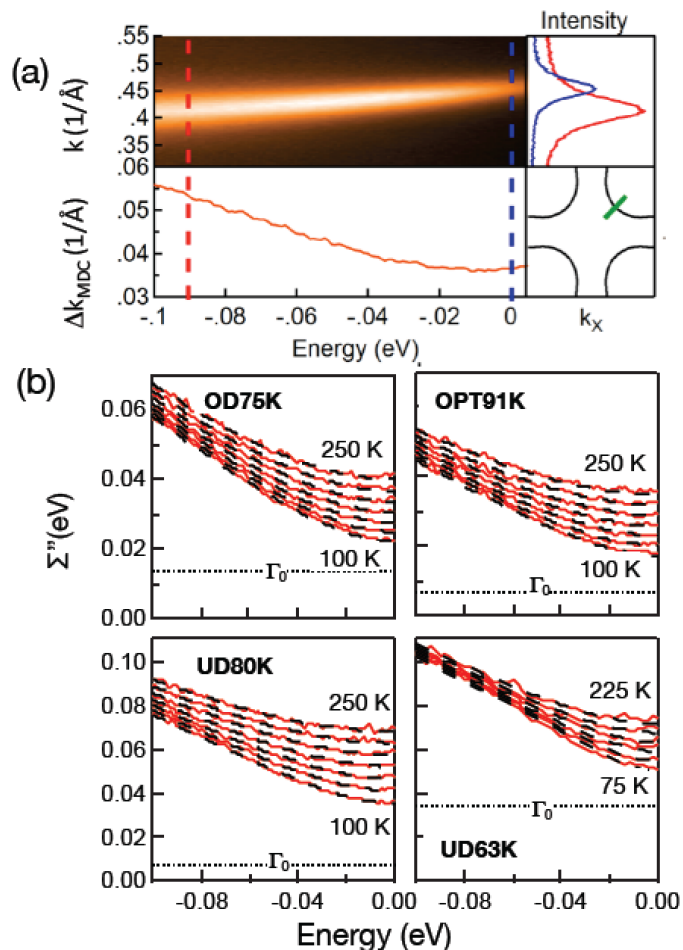 Intensity
(a)
k (1/Å)
.55
.45
.4
.35
.06
.05
.04
.03
Δk_MDC (1/Å)
-.1 -.08 -.06 -.04 -.02 0
Energy (eV)
k_X
(b)
Σ"(eV)
0.06
0.04
0.02
0.00
OD75K
250 K
100 K
Γ₀
OPT91K
250 K
100 K
Γ₀
0.10
0.08
0.06
0.04
0.02
0.00
UD80K
250 K
100 K
Γ₀
225 K
75 K
Γ₀
UD63K
-0.08 -0.04 0.00
-0.08 -0.04 0.00
Energy (eV)